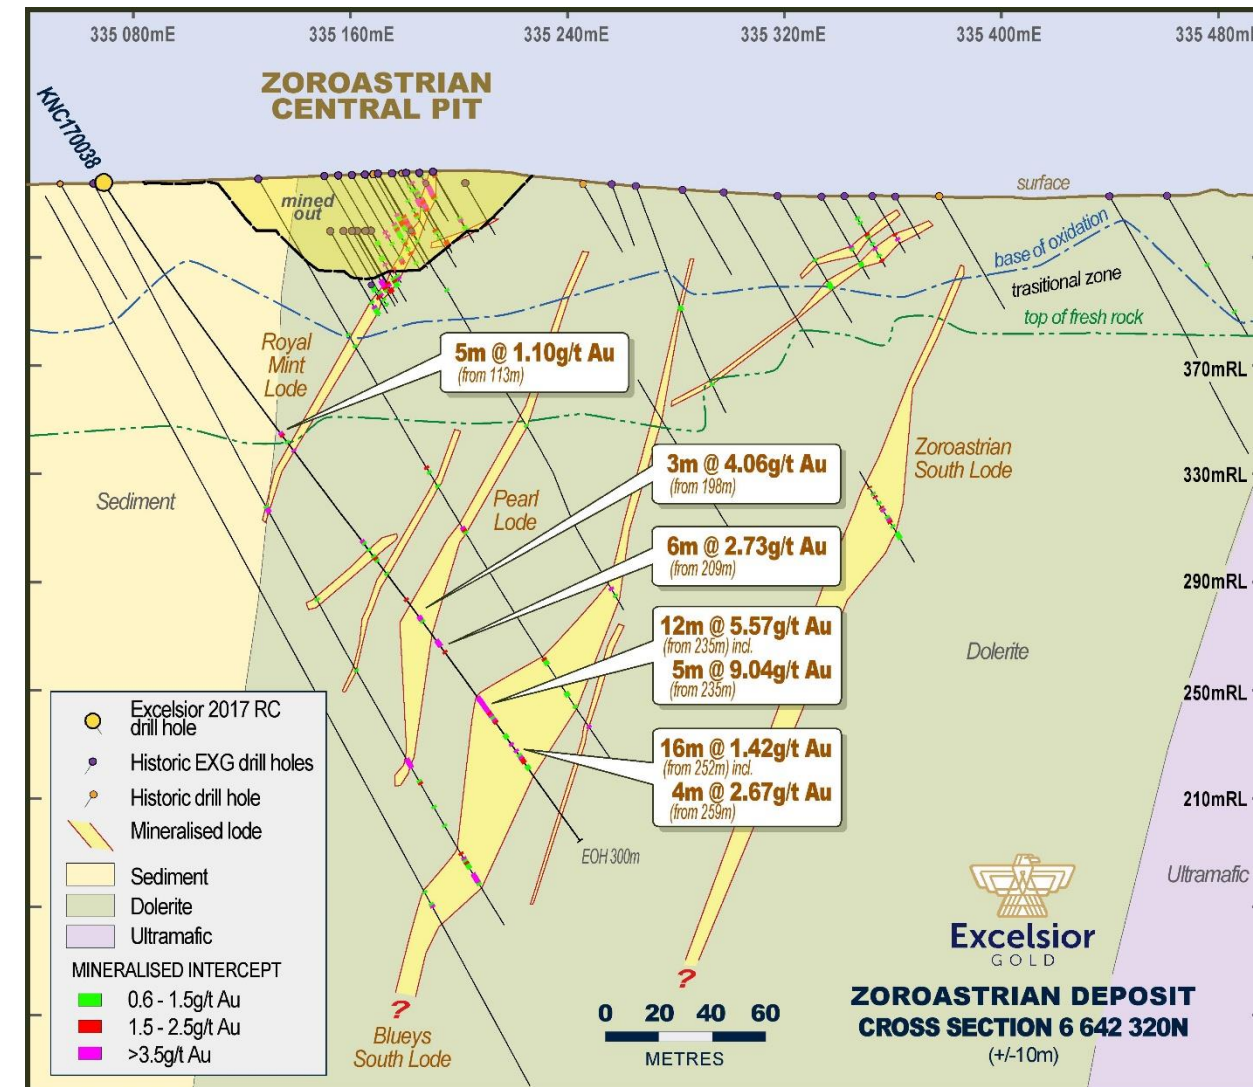 335 080mE
335 160mE
335 240mE
335 320mE
335 400mE
335 480mE
ZOROASTRIAN
CENTRAL PIT
KNC170038
mined
out
surface
base of oxidation
trasitional zone
top of fresh rock
Royal
Mint
Lode
5m @ 1.10g/t Au
(from 113m)
370mRL
3m @ 4.06g/t Au
(from 198m)
Zoroastrian
South Lode
330mRL
Sediment
Pearl
Lode
6m @ 2.73g/t Au
(from 209m)
290mRL
12m @ 5.57g/t Au
(from 235m) incl.
5m @ 9.04g/t Au
(from 235m)
Dolerite
250mRL
16m @ 1.42g/t Au
(from 252m) incl.
4m @ 2.67g/t Au
(from 259m)
210mRL
EOH 300m
Ultramafic
Excelsior 2017 RC
drill hole
Historic EXG drill holes
Historic drill hole
Mineralised lode
Sediment
Dolerite
Ultramafic
MINERALISED INTERCEPT
0.6 - 1.5g/t Au
1.5 - 2.5g/t Au
>3.5g/t Au
?
Blueys
South Lode
?
0 20 40 60
METRES
Excelsior
GOLD
ZOROASTRIAN DEPOSIT
CROSS SECTION 6 642 320N
(+/-10m)